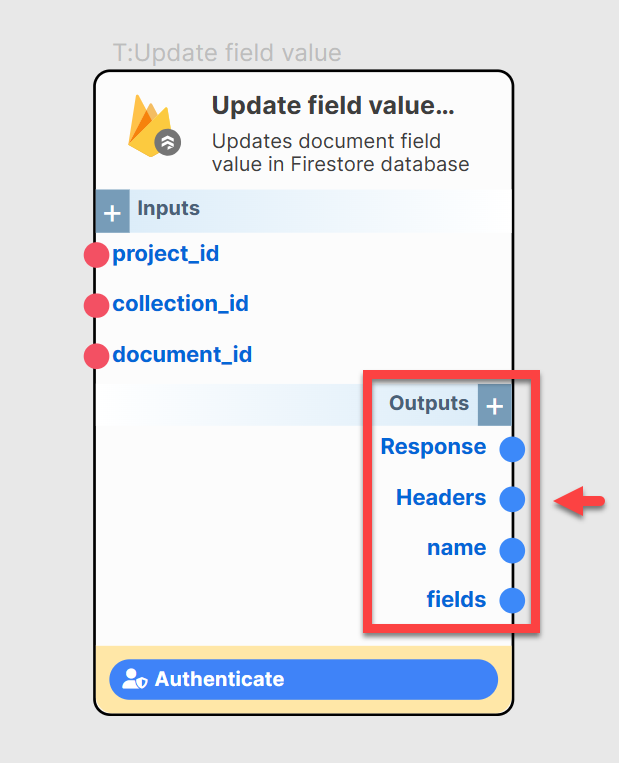 T:Update field value
Update field value...
Updates document field
value in Firestore database
+ Inputs
project_id
collection_id
document_id
Outputs +
Response
Headers
name
fields
Authenticate